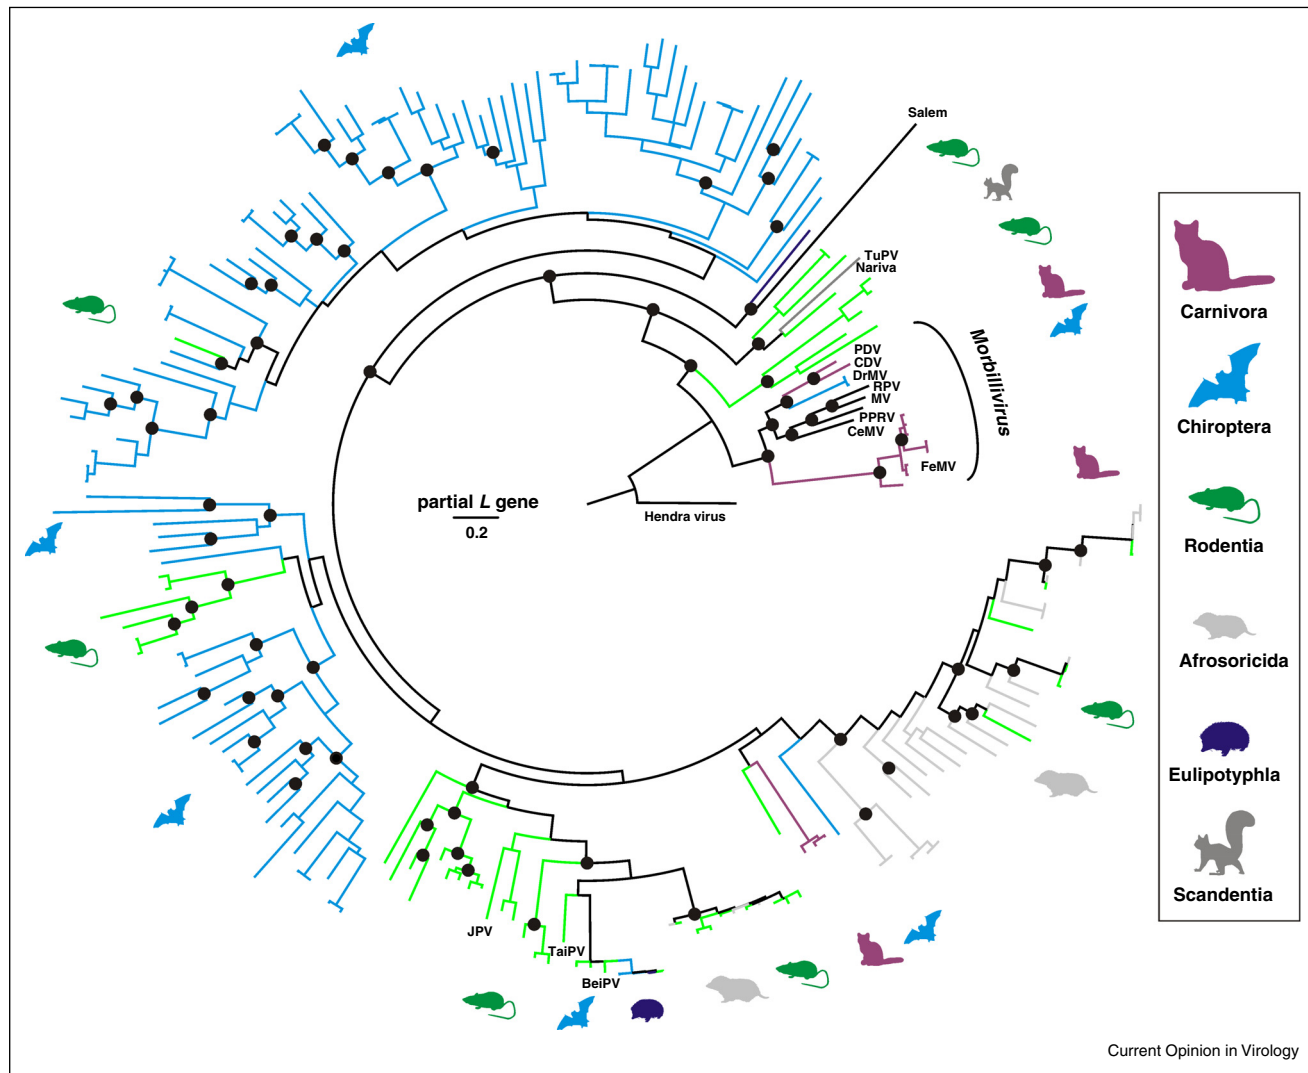 Salem
TuPV
Nariva
PDV
CDV
DrMV
RPV
MV
PPRV
CeMV
FeMV
Morbillivirus
partial L gene
0.2
Hendra virus
JPV
TaiPV
BeiPV
Carnivora
Chiroptera
Rodentia
Afrosoricida
Eulipotyphla
Scandentia
Current Opinion in Virology